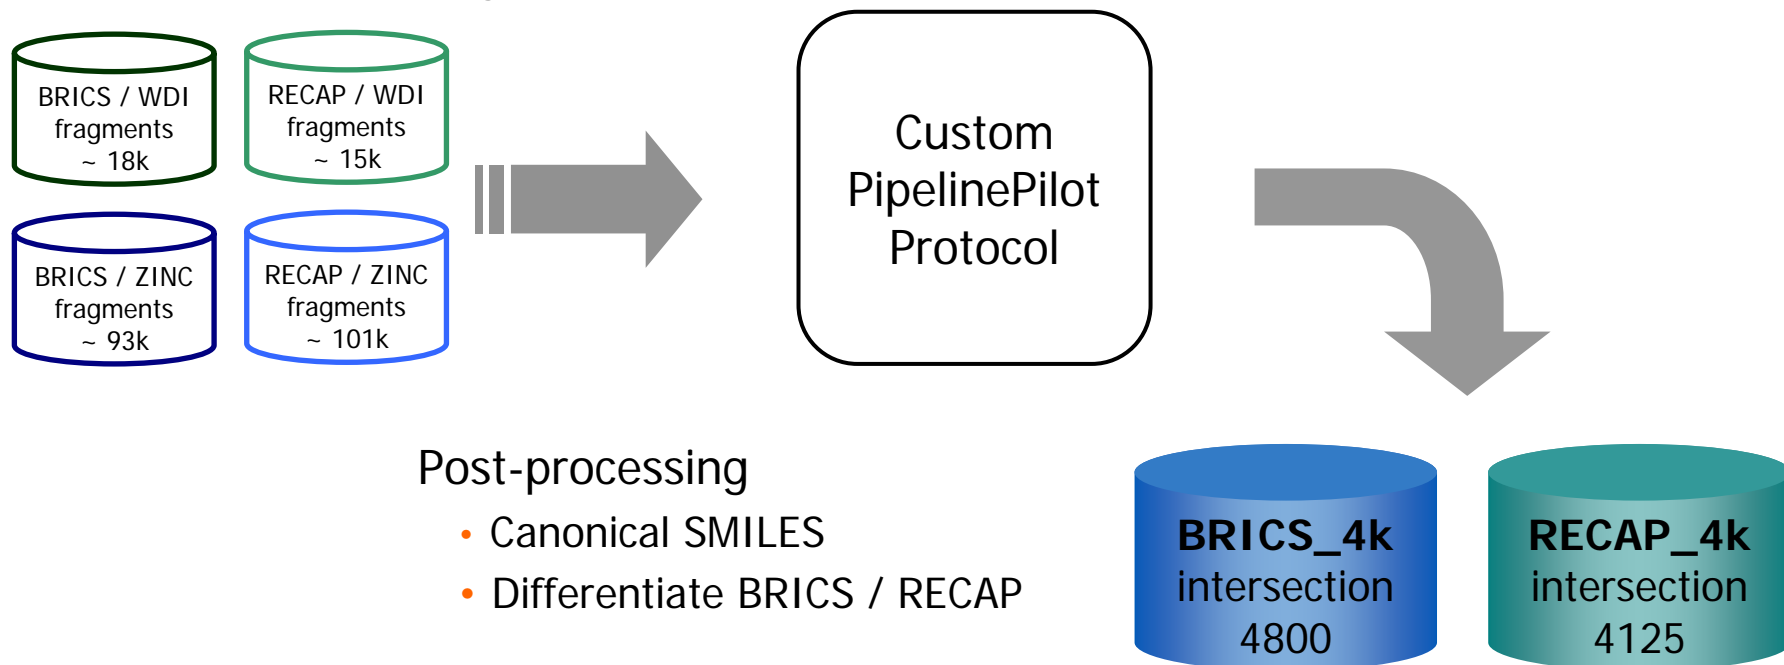 BRICS / WDI
fragments
~ 18k
RECAP / WDI
fragments
~ 15k
BRICS / ZINC
fragments
~ 93k
RECAP / ZINC
fragments
~ 101k
Custom
PipelinePilot
Protocol
Post-processing
• Canonical SMILES
• Differentiate BRICS / RECAP
BRICS_4k
intersection
4800
RECAP_4k
intersection
4125